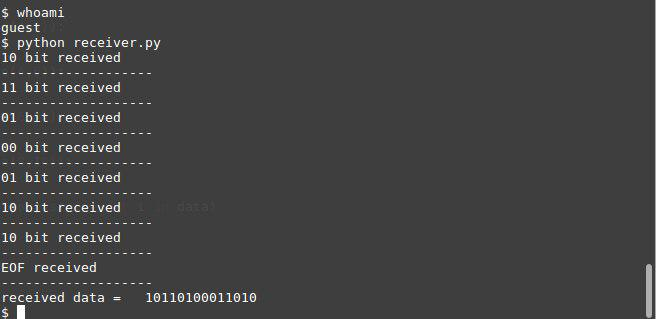 $ whoami
guest
$ python receiver.py
10 bit received
-------------------
11 bit received
-------------------
01 bit received
-------------------
00 bit received
-------------------
01 bit received
-------------------
10 bit received
-------------------
10 bit received
-------------------
EOF received
-------------------
received data =   10110100011010
$